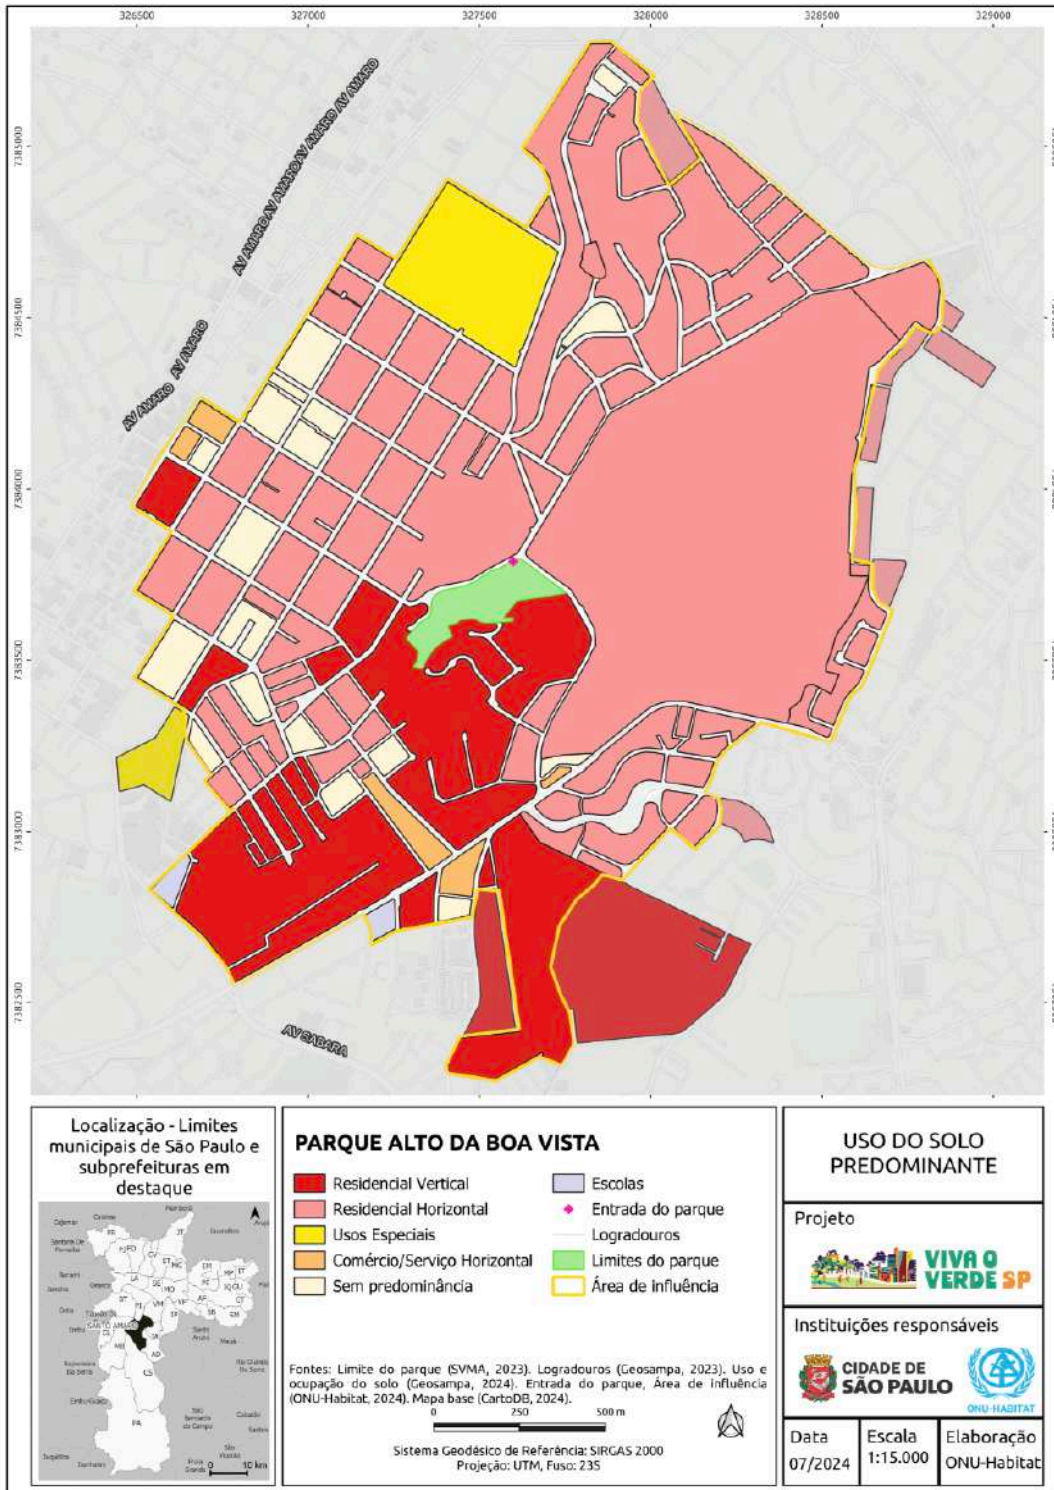 326500 327000 327500 328000 328500 329000
7385000
7384500
7384000
7383500
7383000
7382500
AV AMARO AV AMARO AV AMARO AV AMARO
AV AMARO AV AMARO
AV SABARA
Localização - Limites
municipais de São Paulo e
subprefeituras em
destaque
10 km
PARQUE ALTO DA BOA VISTA
Residencial Vertical
Residencial Horizontal
Usos Especiais
Comércio/Serviço Horizontal
Sem predominância
Escolas
Entrada do parque
Logradouros
Limites do parque
Área de influência
Fontes: Limite do parque (SVMA, 2023). Logradouros (Geosampa, 2023). Uso e
ocupação do solo (Geosampa, 2024). Entrada do parque, Área de influência
(ONU-Habitat, 2024). Mapa base (CartoDB, 2024).
0 250 500 m
Sistema Geodésico de Referência: SIRGAS 2000
Projeção: UTM, Fuso: 23S
USO DO SOLO
PREDOMINANTE
Projeto
VIVA O
VERDE SP
Instituições responsáveis
CIDADE DE
SÃO PAULO
ONU-HABITAT
Data
07/2024
Escala
1:15.000
Elaboração
ONU-Habitat